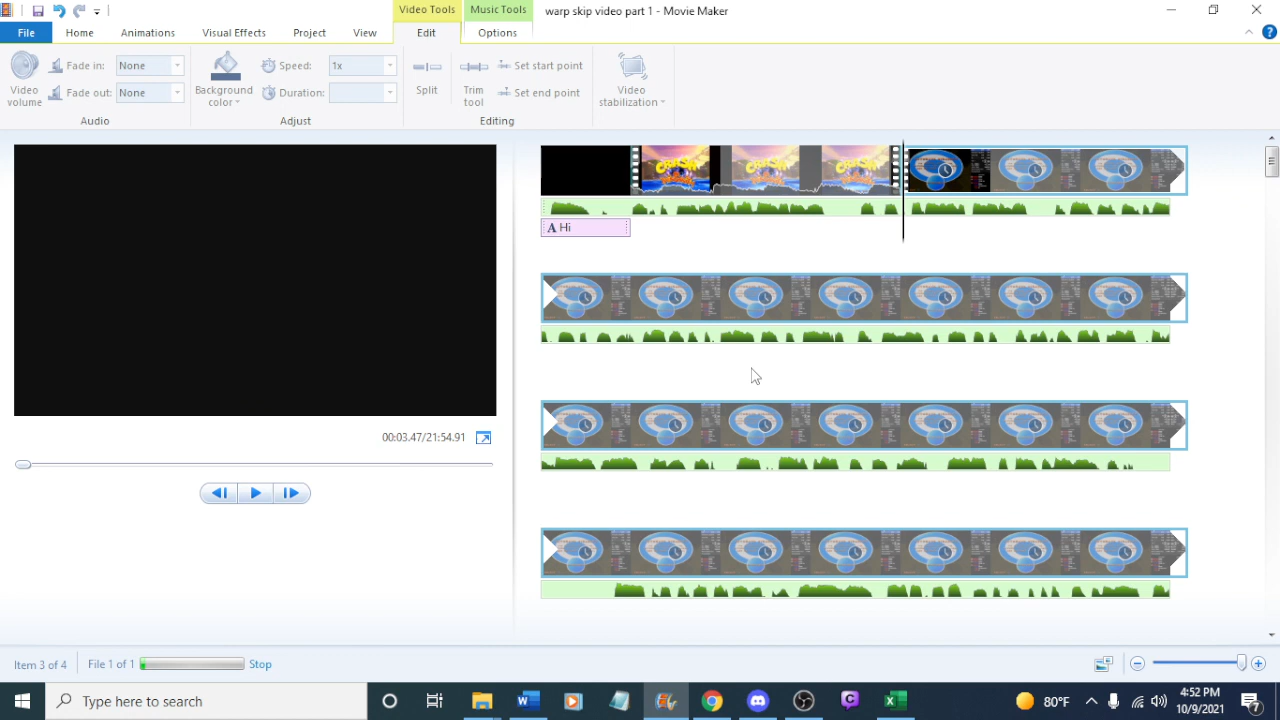 Video Tools
Music Tools
warp skip video part 1 - Movie Maker
File
Home
Animations
Visual Effects
Project
View
Edit
Options
Video volume
Fade in: None
Fade out: None
Audio
Background color
Speed: 1x
Duration:
Adjust
Split
Trim tool
Set start point
Set end point
Editing
Video stabilization
CRASH
A Hi
00:03.47/21:54.91
Item 3 of 4
File 1 of 1
Stop
Type here to search
80°F
4:52 PM
10/9/2021
7